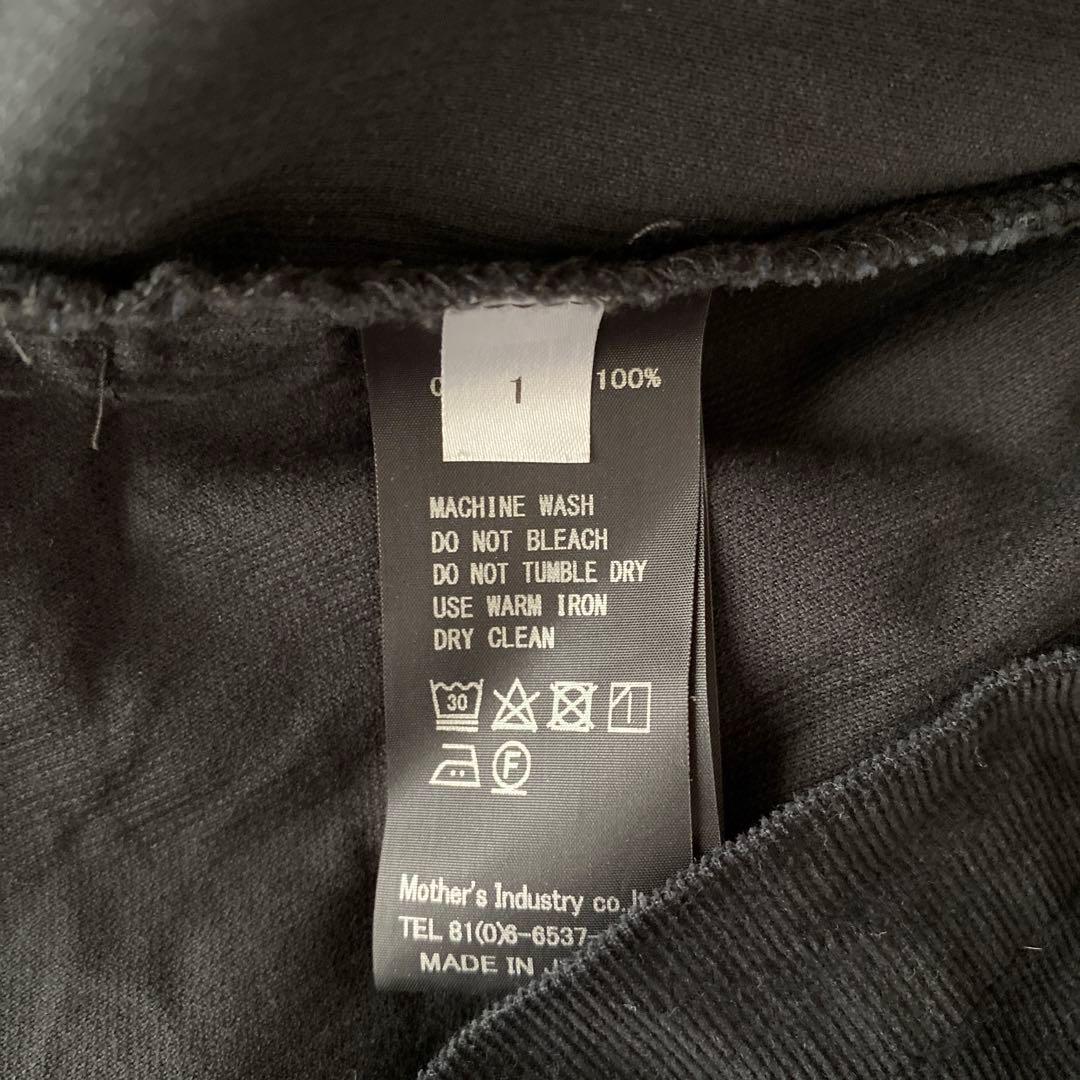 1
100%
MACHINE WASH
DO NOT BLEACH
DO NOT TUMBLE DRY
USE WARM IRON
DRY CLEAN
30
F
Mother's Industry co.
TEL 81(0)6-6537-
MADE IN